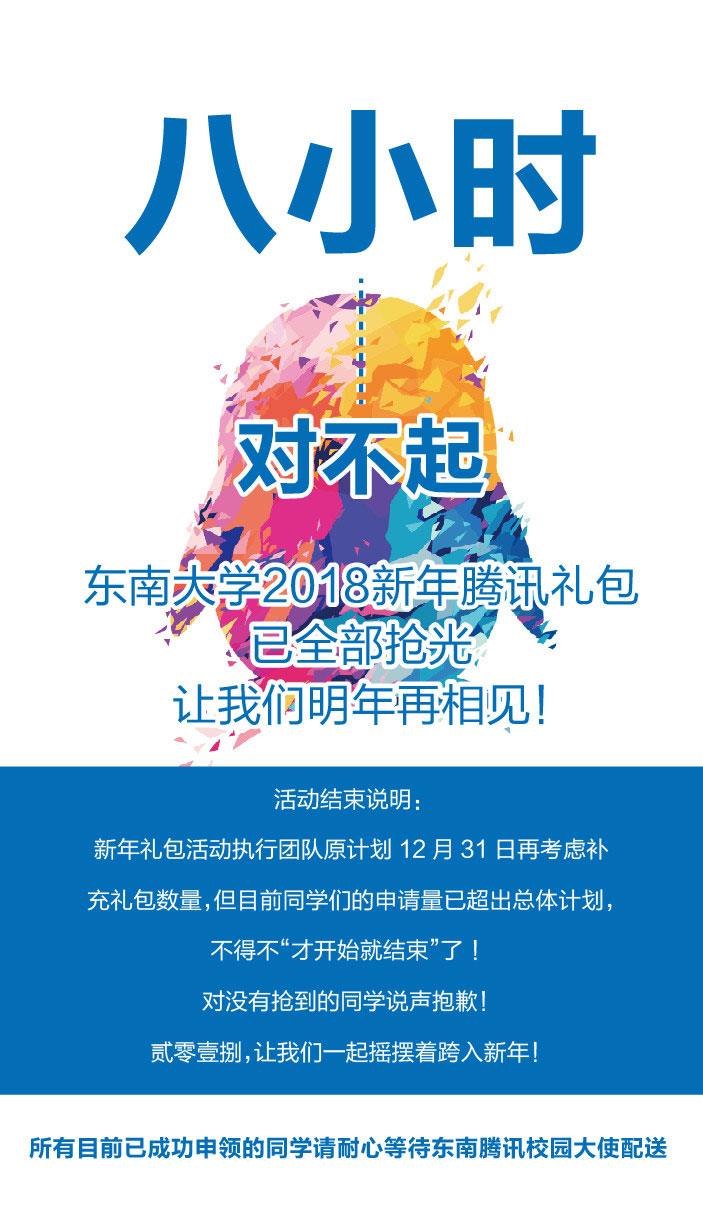 八小时
对不起
东南大学2018新年腾讯礼包
已全部抢光
让我们明年再相见！
活动结束说明：
新年礼包活动执行团队原计划 12 月 31 日再考虑补
充礼包数量，但目前同学们的申请量已超出总体计划，
不得不“才开始就结束”了！
对没有抢到的同学说声抱歉！
贰零壹捌，让我们一起摇摆着跨入新年！
所有目前已成功申领的同学请耐心等待东南腾讯校园大使配送